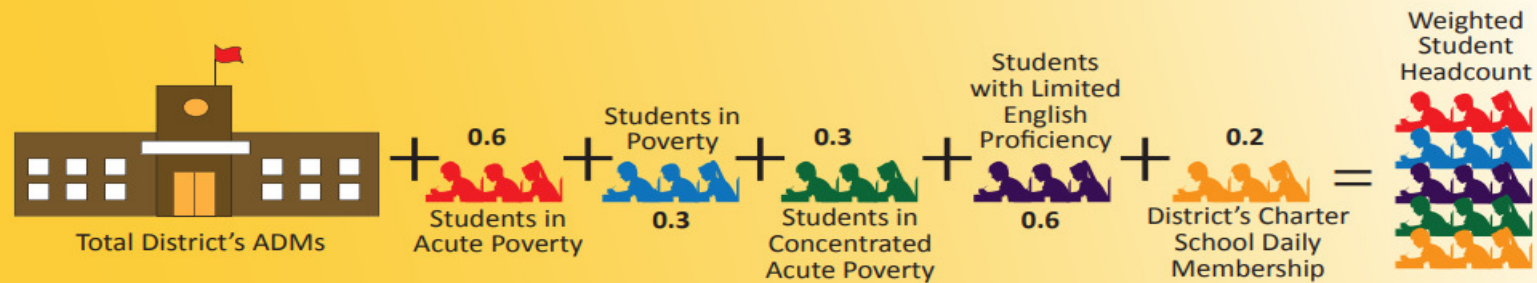 Total District's ADMs
+
0.6
Students in
Acute Poverty
+
Students in
Poverty
0.3
+
0.3
Students in
Concentrated
Acute Poverty
+
Students
with Limited
English
Proficiency
0.6
+
0.2
District's Charter
School Daily
Membership
=
Weighted
Student
Headcount